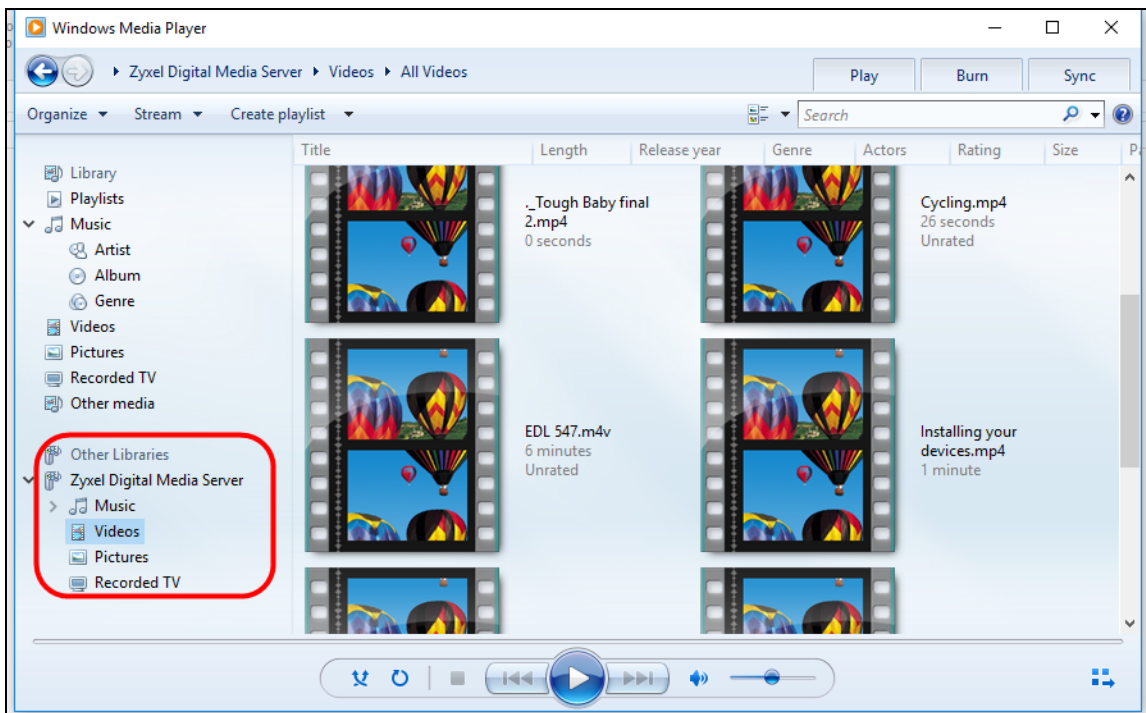 Windows Media Player
Zyxel Digital Media Server ▸ Videos ▸ All Videos
Play Burn Sync
Organize Stream Create playlist Search
Title Length Release year Genre Actors Rating Size
Library
Playlists
Music
Artist
Album
Genre
Videos
Pictures
Recorded TV
Other media
Other Libraries
Zyxel Digital Media Server
Music
Videos
Pictures
Recorded TV
._Tough Baby final
2.mp4
0 seconds
Cycling.mp4
26 seconds
Unrated
EDL 547.m4v
6 minutes
Unrated
Installing your
devices.mp4
1 minute